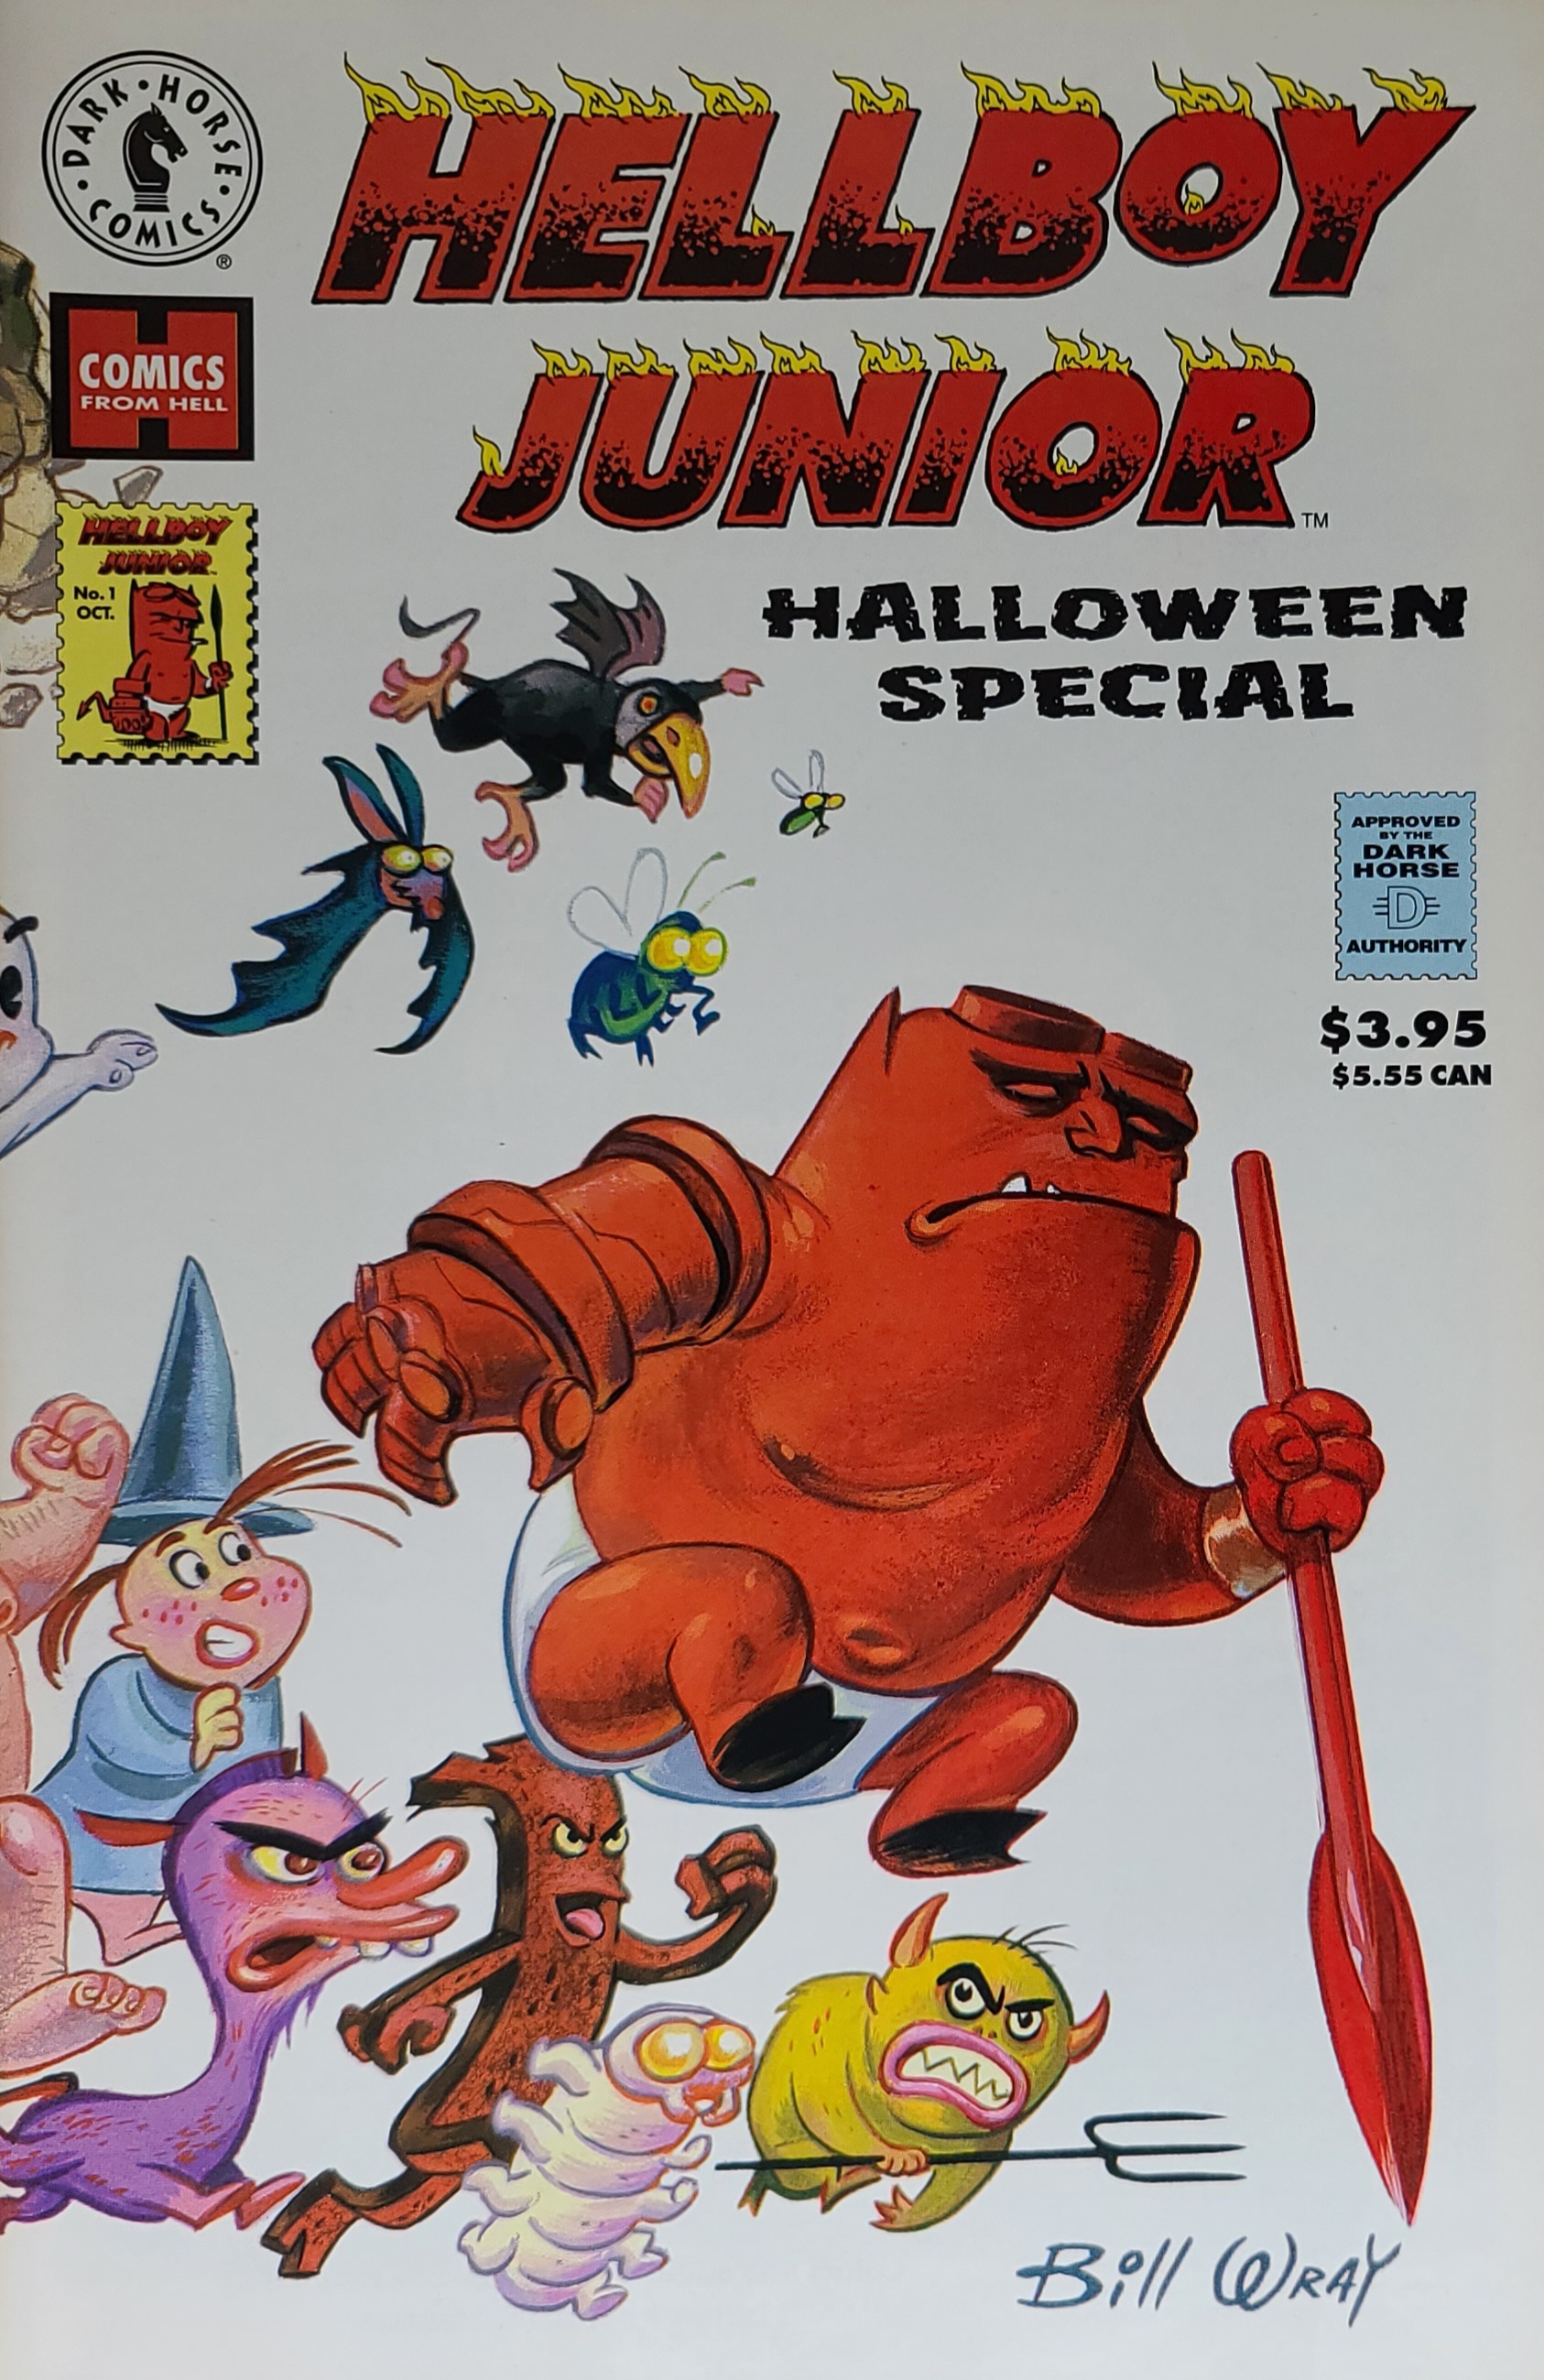 DARK • HORSE
• COMICS •
®
HELLBOY
JUNIOR
TM
COMICS
FROM HELL
HELLBOY
JUNIOR
No. 1
OCT.
HALLOWEEN
SPECIAL
APPROVED
BY THE
DARK
HORSE
D
AUTHORITY
$3.95
$5.55 CAN
Bill WRAY